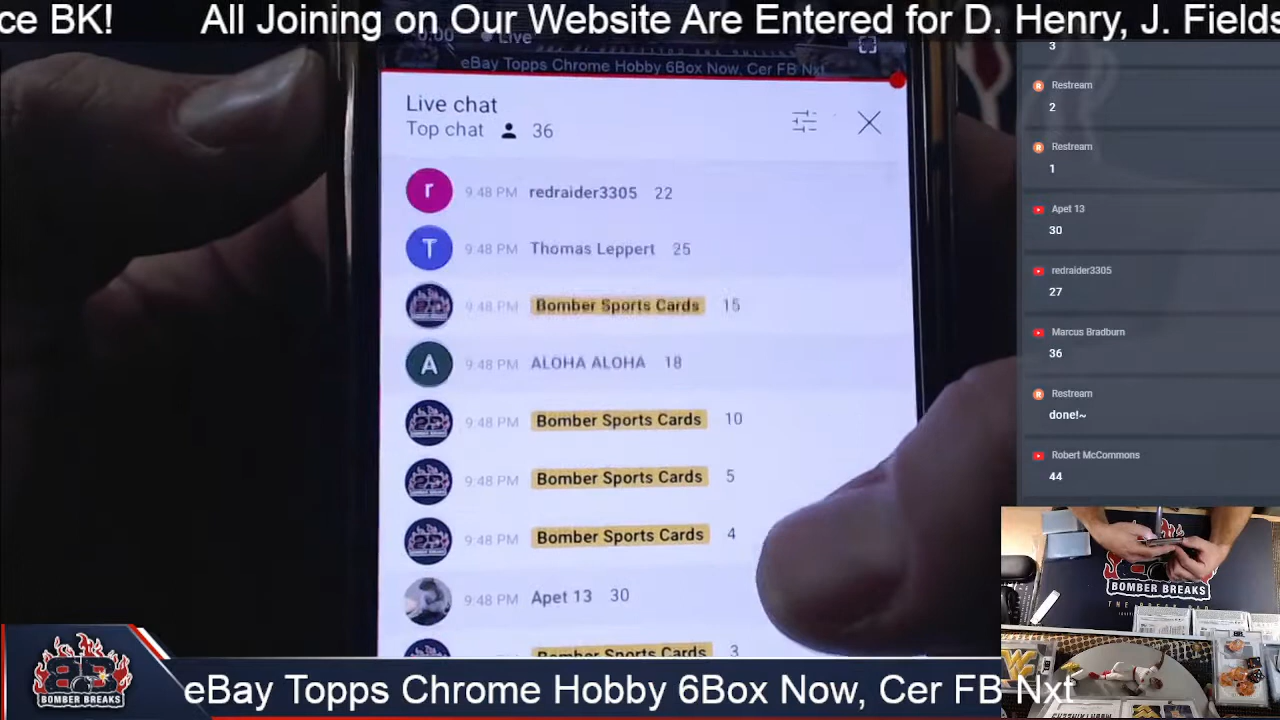 ce BK! All Joining on Our Website Are Entered for D. Henry, J. Fields
0:00 Live
eBay Topps Chrome Hobby 6Box Now, Cer FB Nxt
Live chat
Top chat 36
r 9:48 PM redraider3305 22
T 9:48 PM Thomas Leppert 25
9:48 PM Bomber Sports Cards 15
A 9:48 PM ALOHA ALOHA 18
9:48 PM Bomber Sports Cards 10
9:48 PM Bomber Sports Cards 5
9:48 PM Bomber Sports Cards 4
9:48 PM Apet 13 30
Bomber Sports Cards 3
3
R Restream
2
R Restream
1
Apet 13
30
redraider3305
27
Marcus Bradburn
36
R Restream
done!~
Robert McCommons
44
BOMBER BREAKS
BOMBER BREAKS
eBay Topps Chrome Hobby 6Box Now, Cer FB Nxt